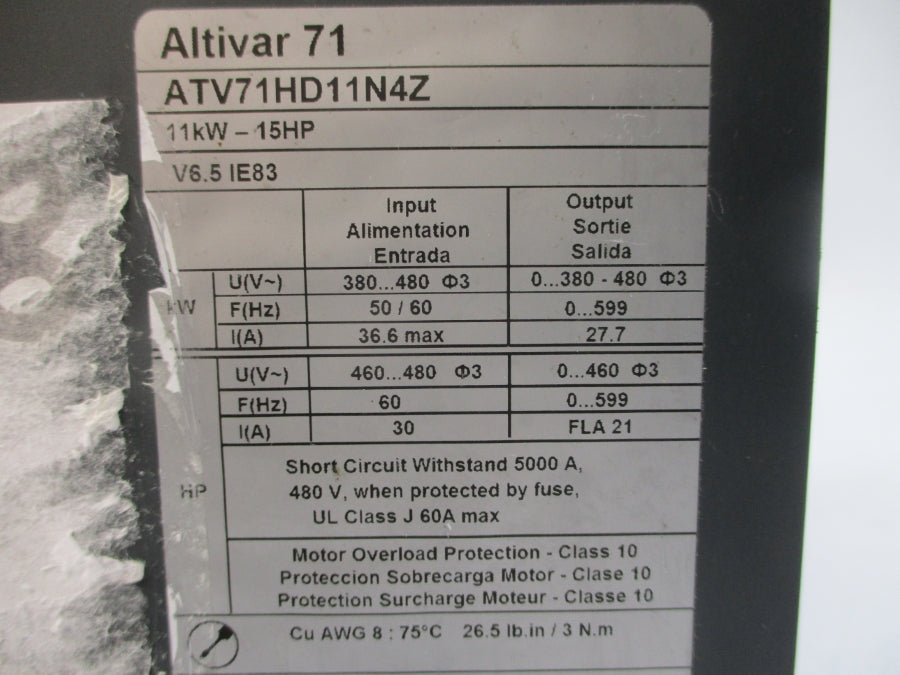 Altivar 71
ATV71HD11N4Z
11kW – 15HP
V6.5 IE83
Input Output
Alimentation Sortie
Entrada Salida
kW U(V~) 380...480 Φ3 0...380 - 480 Φ3
F(Hz) 50 / 60 0...599
I(A) 36.6 max 27.7
U(V~) 460...480 Φ3 0...460 Φ3
F(Hz) 60 0...599
I(A) 30 FLA 21
HP
Short Circuit Withstand 5000 A,
480 V, when protected by fuse,
UL Class J 60A max
Motor Overload Protection - Class 10
Proteccion Sobrecarga Motor - Clase 10
Protection Surcharge Moteur - Classe 10
Cu AWG 8 : 75°C 26.5 lb.in / 3 N.m